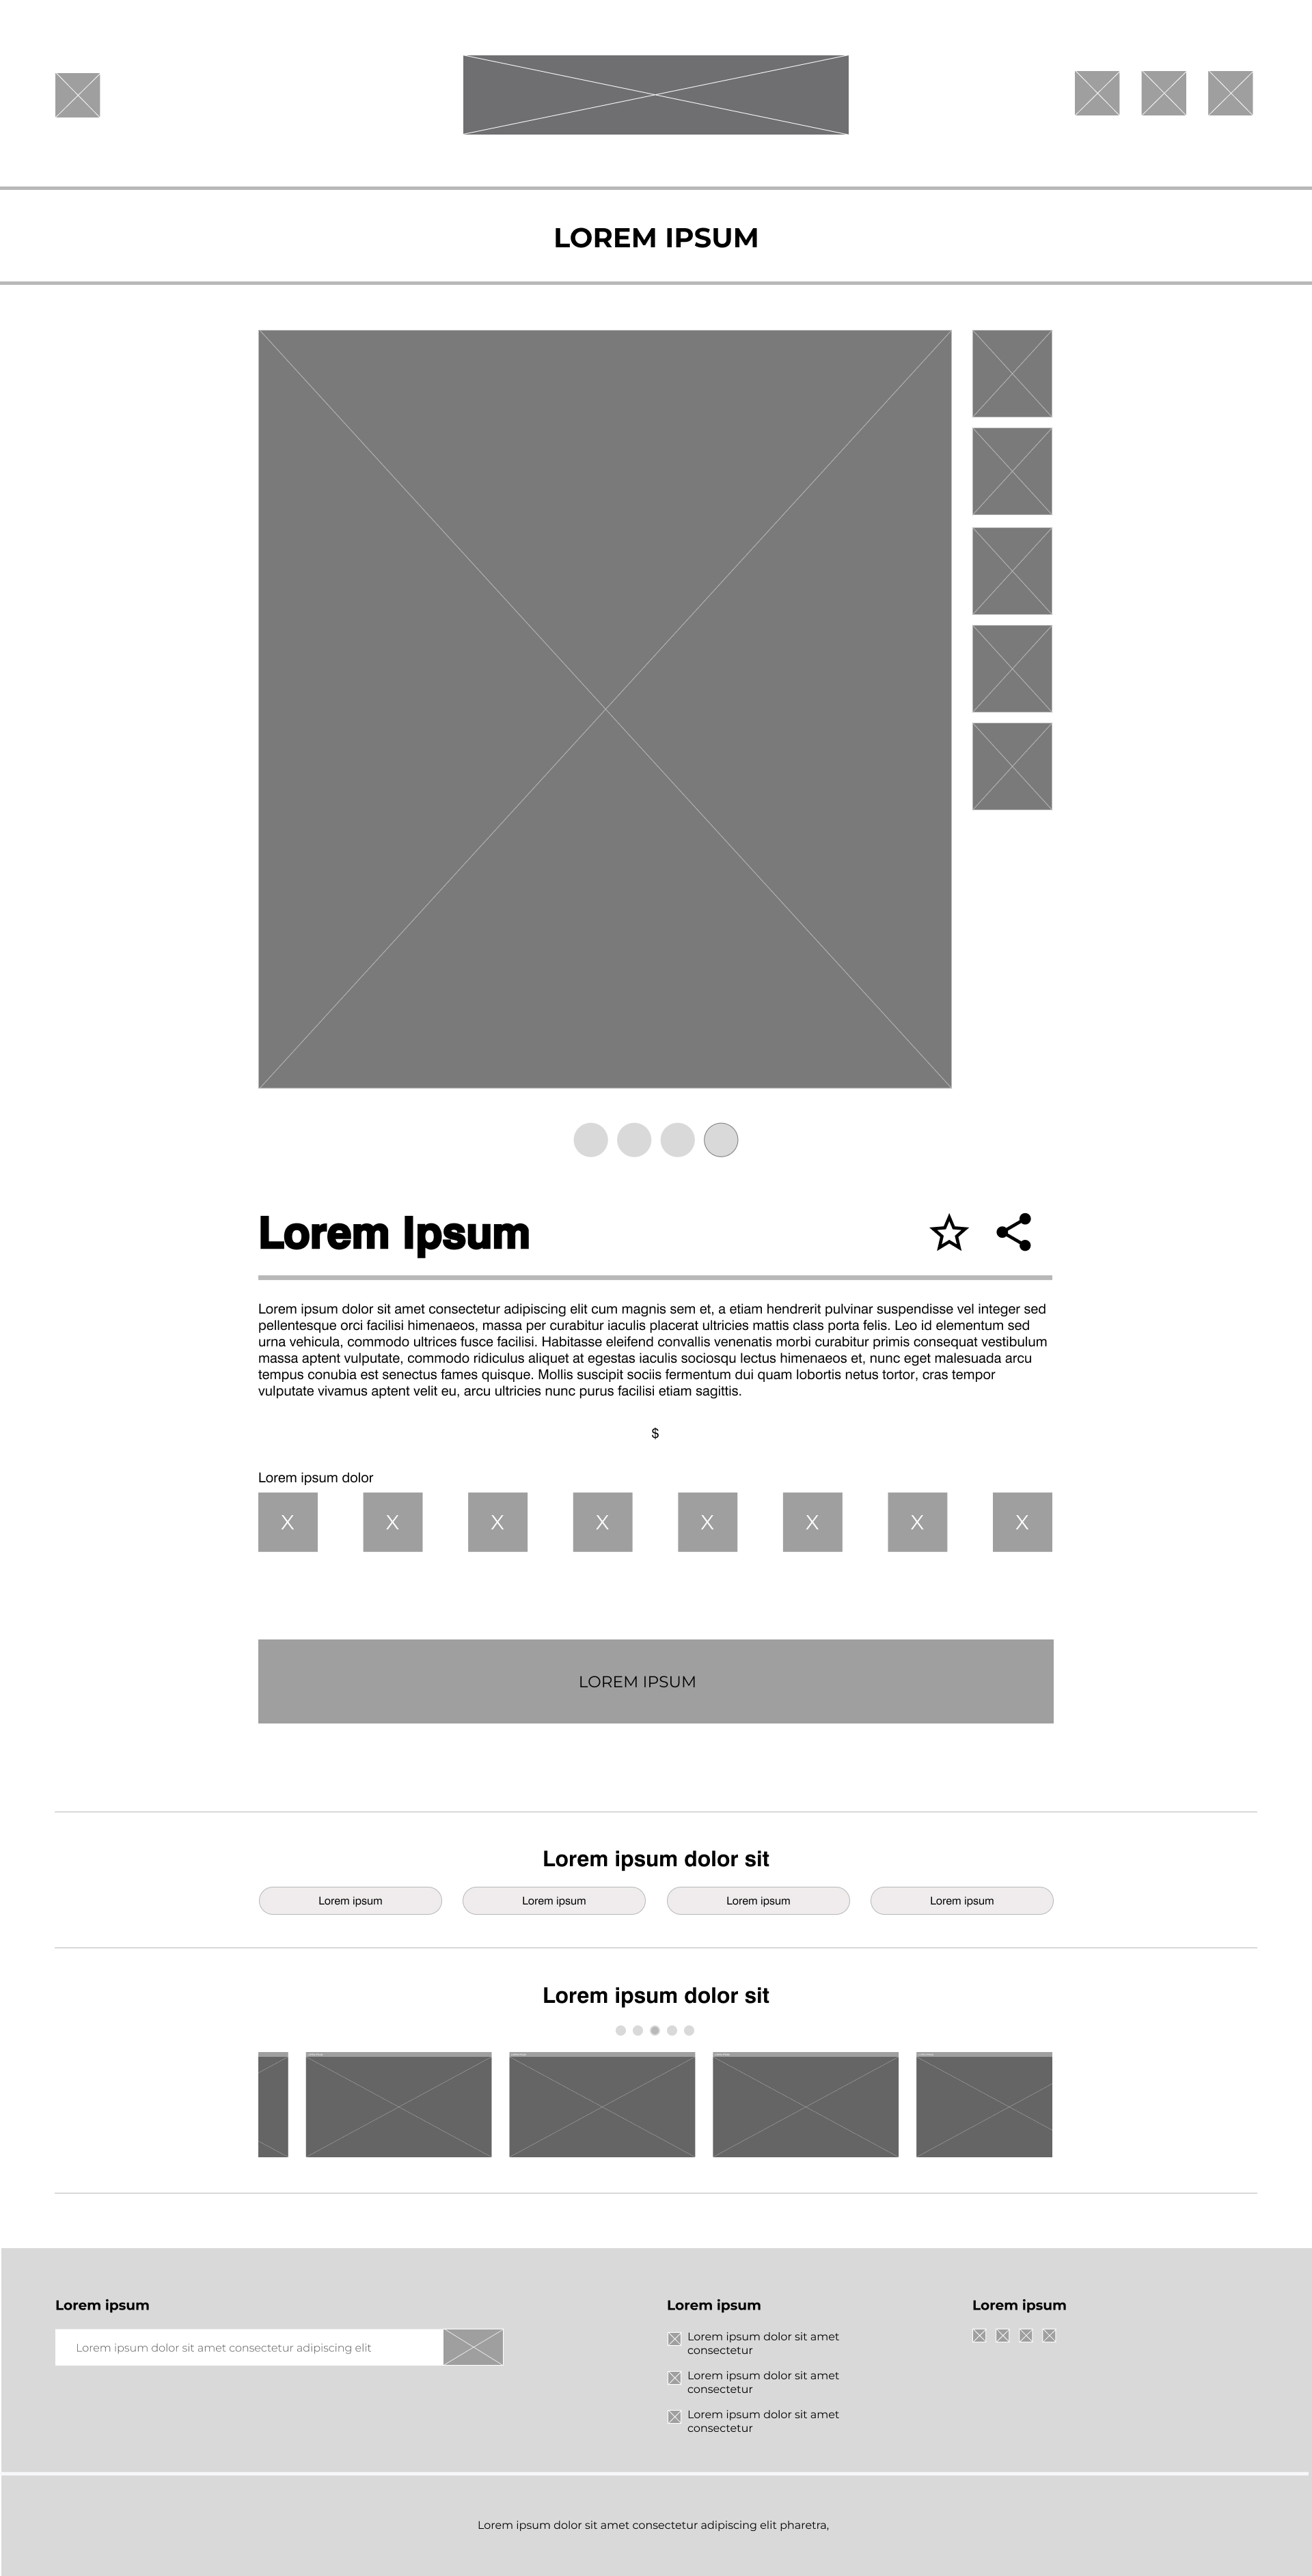 LOREM IPSUM
Lorem Ipsum
Lorem ipsum dolor sit amet consectetur adipiscing elit cum magnis sem et, a etiam hendrerit pulvinar suspendisse vel integer sed
pellentesque orci facilisi himenaeos, massa per curabitur iaculis placerat ultricies mattis class porta felis. Leo id elementum sed
urna vehicula, commodo ultrices fusce facilisi. Habitasse eleifend convallis venenatis morbi curabitur primis consequat vestibulum
massa aptent vulputate, commodo ridiculus aliquet at egestas iaculis sociosqu lectus himenaeos et, nunc eget malesuada arcu
tempus conubia est senectus fames quisque. Mollis suscipit sociis fermentum dui quam lobortis netus tortor, cras tempor
vulputate vivamus aptent velit eu, arcu ultricies nunc purus facilisi etiam sagittis.
$
Lorem ipsum dolor
X X X X X X X X
LOREM IPSUM
Lorem ipsum dolor sit
Lorem ipsum Lorem ipsum Lorem ipsum Lorem ipsum
Lorem ipsum dolor sit
Lorem ipsum
Lorem ipsum dolor sit amet consectetur adipiscing elit
Lorem ipsum
Lorem ipsum dolor sit amet
consectetur
Lorem ipsum dolor sit amet
consectetur
Lorem ipsum dolor sit amet
consectetur
Lorem ipsum
Lorem ipsum dolor sit amet consectetur adipiscing elit pharetra,